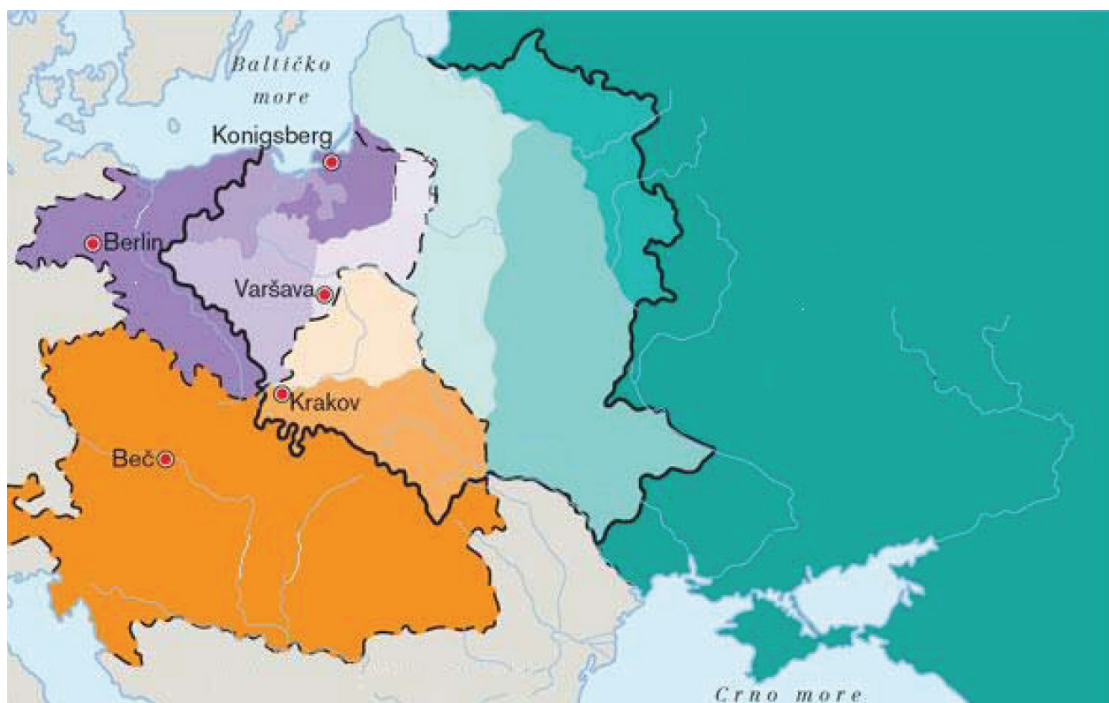 Baltičko
more
Konigsberg
Berlin
Varšava
Krakov
Beč
Crno more